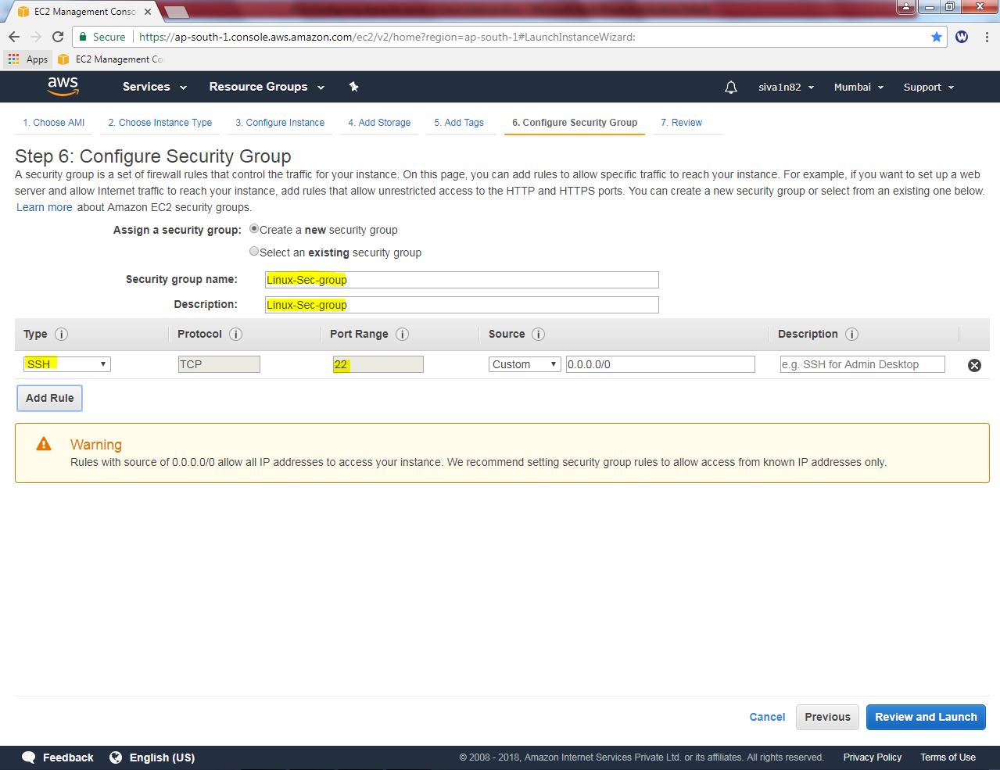 EC2 Management Conso
Secure https://ap-south-1.console.aws.amazon.com/ec2/v2/home?region=ap-south-1#LaunchInstanceWizard:
W
Apps EC2 Management Co
aws Services Resource Groups siva1n82 Mumbai Support
1. Choose AMI 2. Choose Instance Type 3. Configure Instance 4. Add Storage 5. Add Tags 6. Configure Security Group 7. Review
Step 6: Configure Security Group
A security group is a set of firewall rules that control the traffic for your instance. On this page, you can add rules to allow specific traffic to reach your instance. For example, if you want to set up a web
server and allow Internet traffic to reach your instance, add rules that allow unrestricted access to the HTTP and HTTPS ports. You can create a new security group or select from an existing one below.
Learn more about Amazon EC2 security groups.
Assign a security group: Create a new security group
Select an existing security group
Security group name: Linux-Sec-group
Description: Linux-Sec-group
Type i Protocol i Port Range i Source i Description i
SSH TCP 22 Custom 0.0.0.0/0 e.g. SSH for Admin Desktop
Add Rule
Warning
Rules with source of 0.0.0.0/0 allow all IP addresses to access your instance. We recommend setting security group rules to allow access from known IP addresses only.
Cancel Previous Review and Launch
Feedback English (US) © 2008 - 2018, Amazon Internet Services Private Ltd. or its affiliates. All rights reserved. Privacy Policy Terms of Use